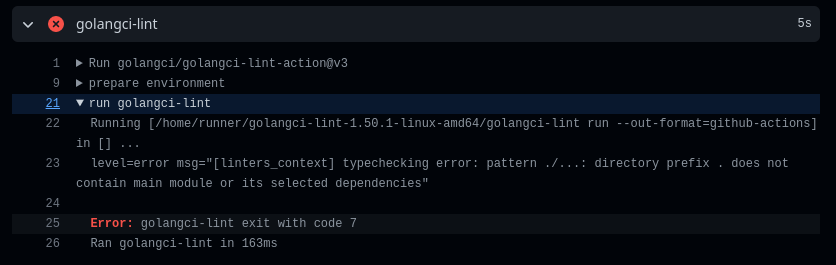 golangci-lint 5s
1 Run golangci/golangci-lint-action@v3
9 prepare environment
21 run golangci-lint
22 Running [/home/runner/golangci-lint-1.50.1-linux-amd64/golangci-lint run --out-format=github-actions]
in [] ...
23 level=error msg="[linters_context] typechecking error: pattern ./...: directory prefix . does not
contain main module or its selected dependencies"
24
25 Error: golangci-lint exit with code 7
26 Ran golangci-lint in 163ms